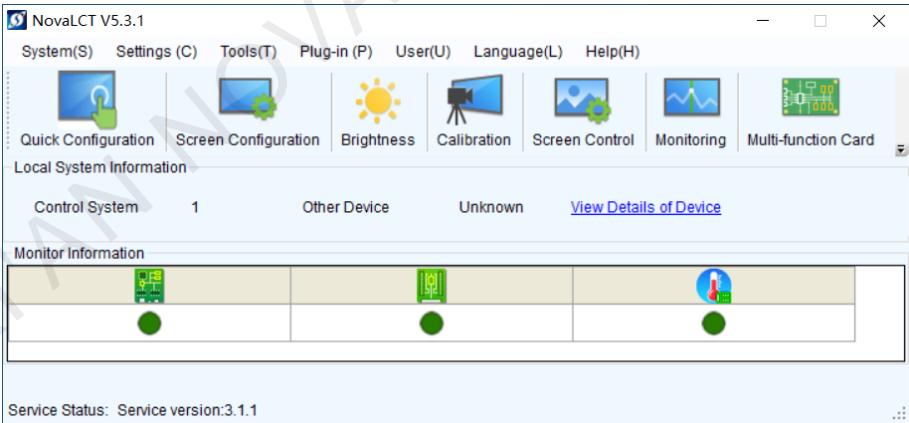 NovaLCT V5.3.1
System(S) Settings (C) Tools(T) Plug-in (P) User(U) Language(L) Help(H)
Quick Configuration Screen Configuration Brightness Calibration Screen Control Monitoring Multi-function Card
Local System Information
Control System 1 Other Device Unknown View Details of Device
Monitor Information
Service Status: Service version:3.1.1